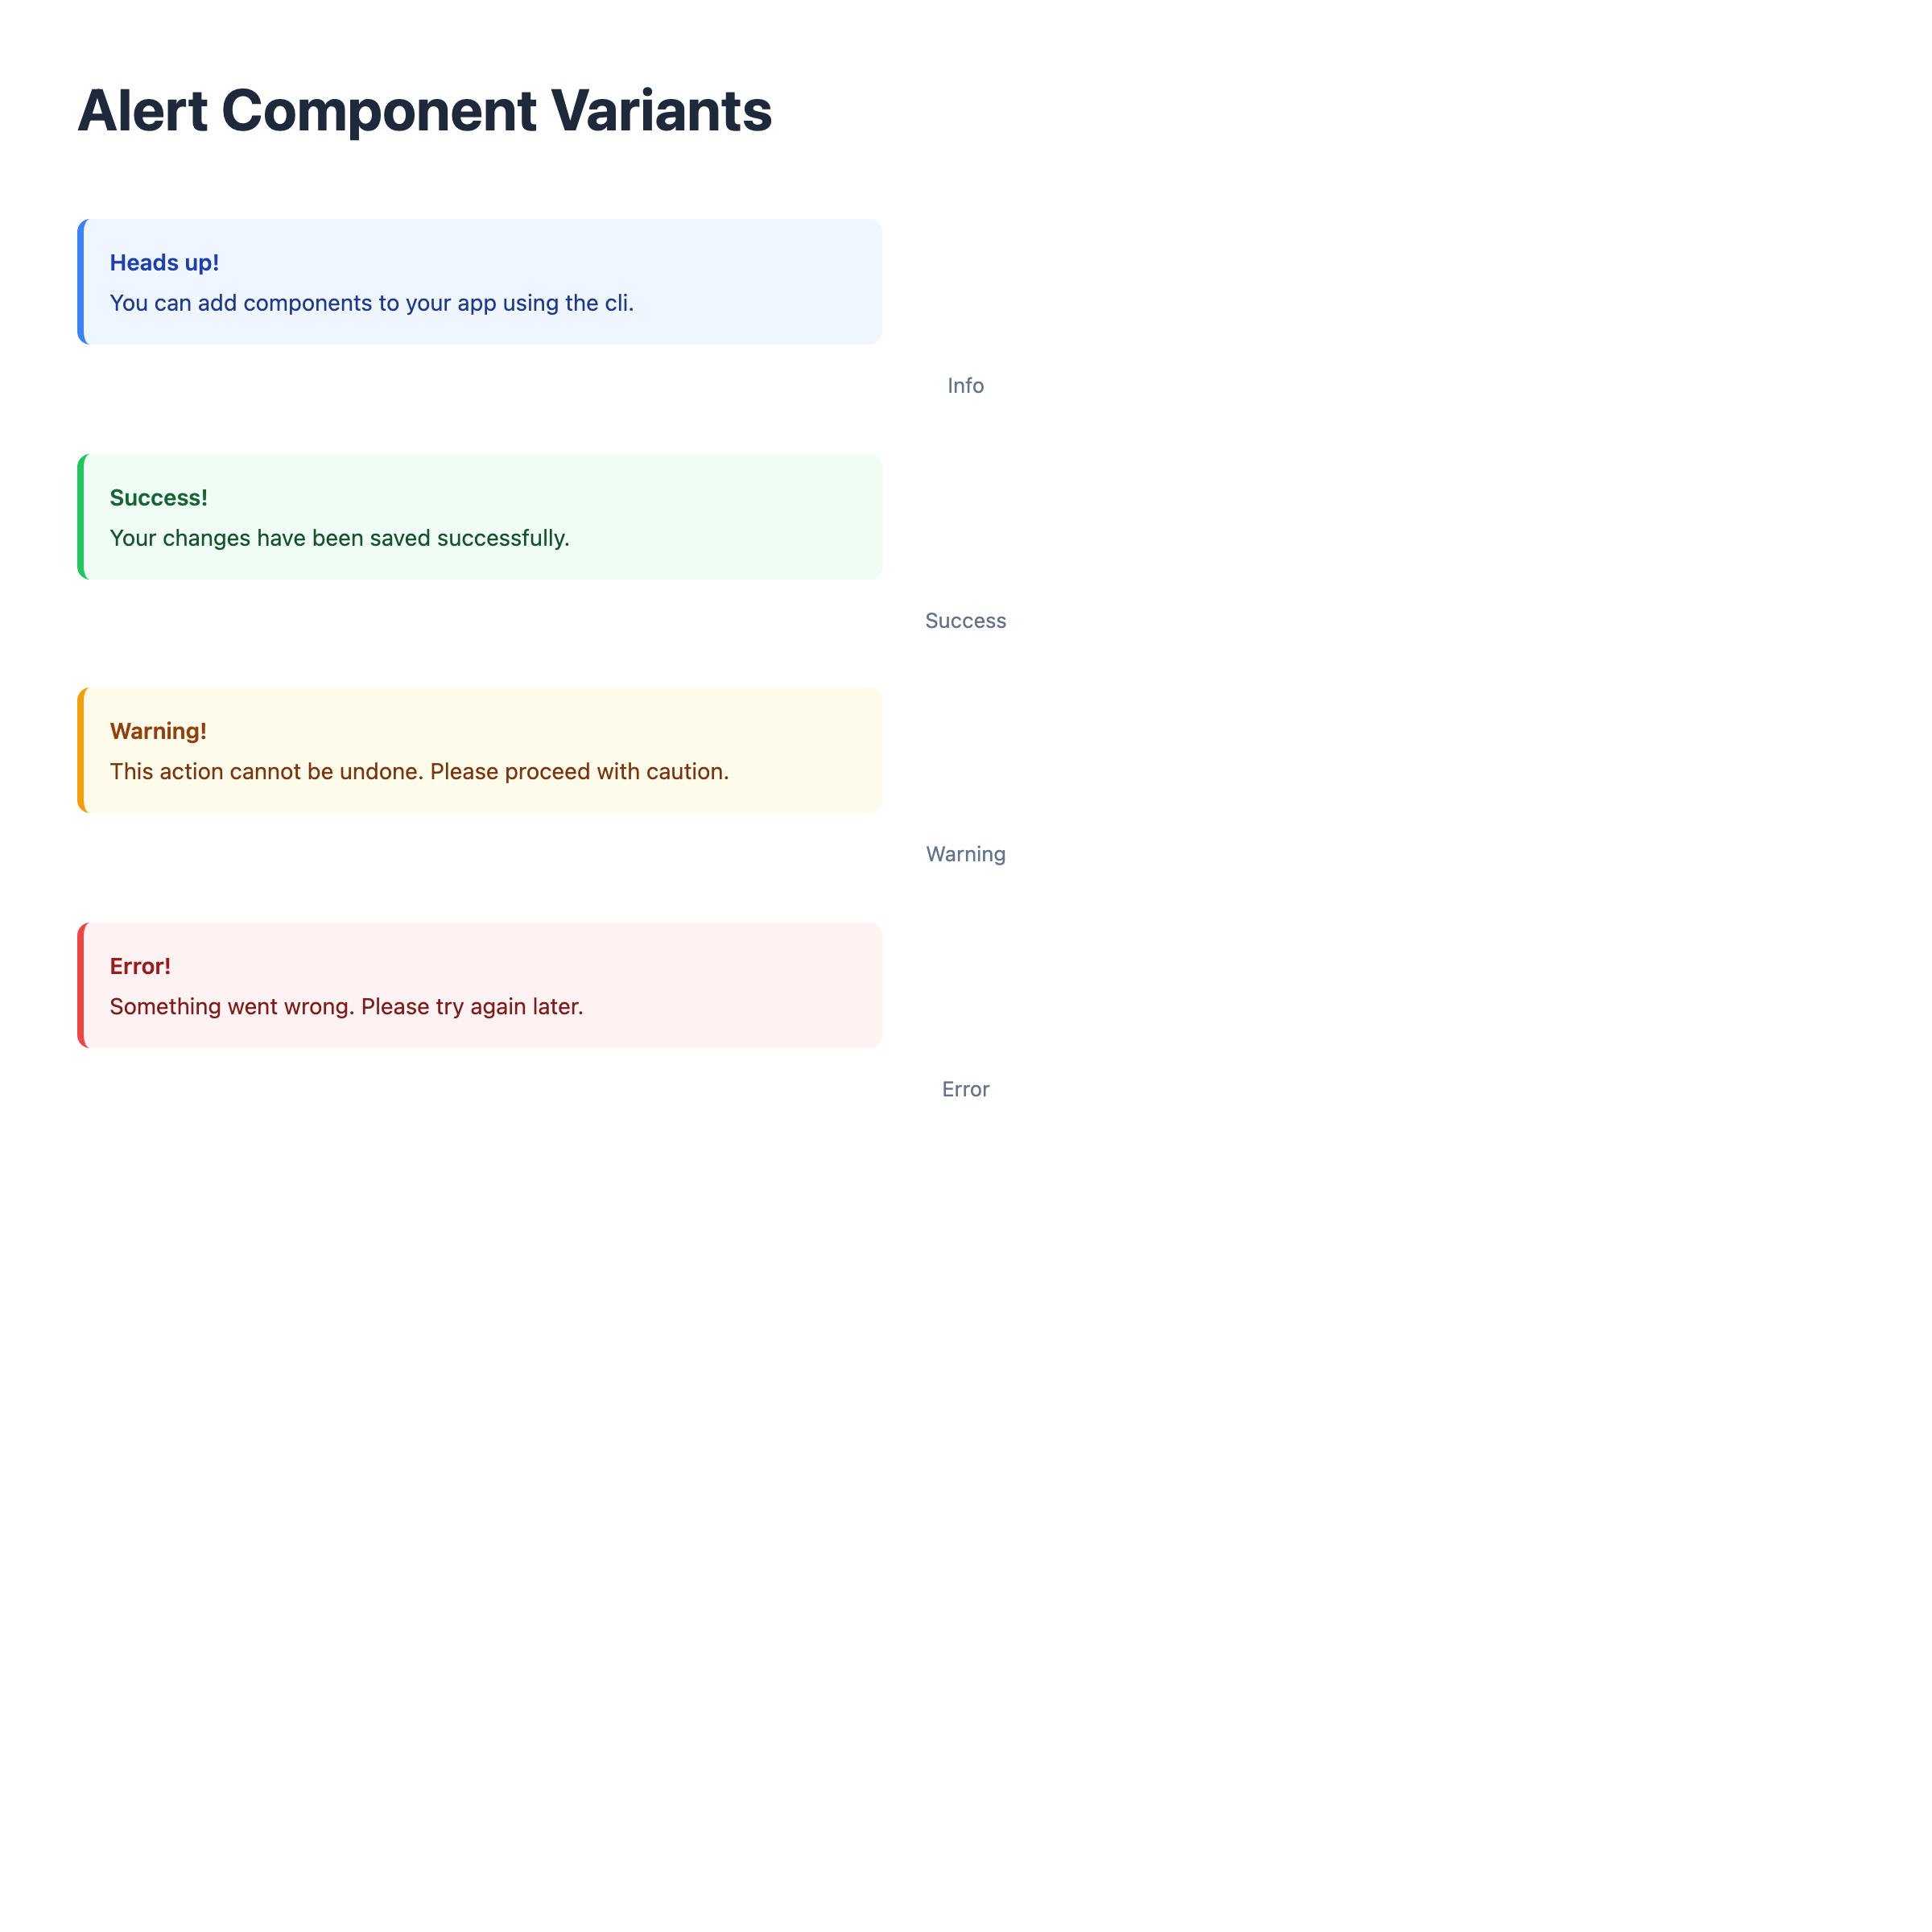 Alert Component Variants
Heads up!
You can add components to your app using the cli.
Info
Success!
Your changes have been saved successfully.
Success
Warning!
This action cannot be undone. Please proceed with caution.
Warning
Error!
Something went wrong. Please try again later.
Error